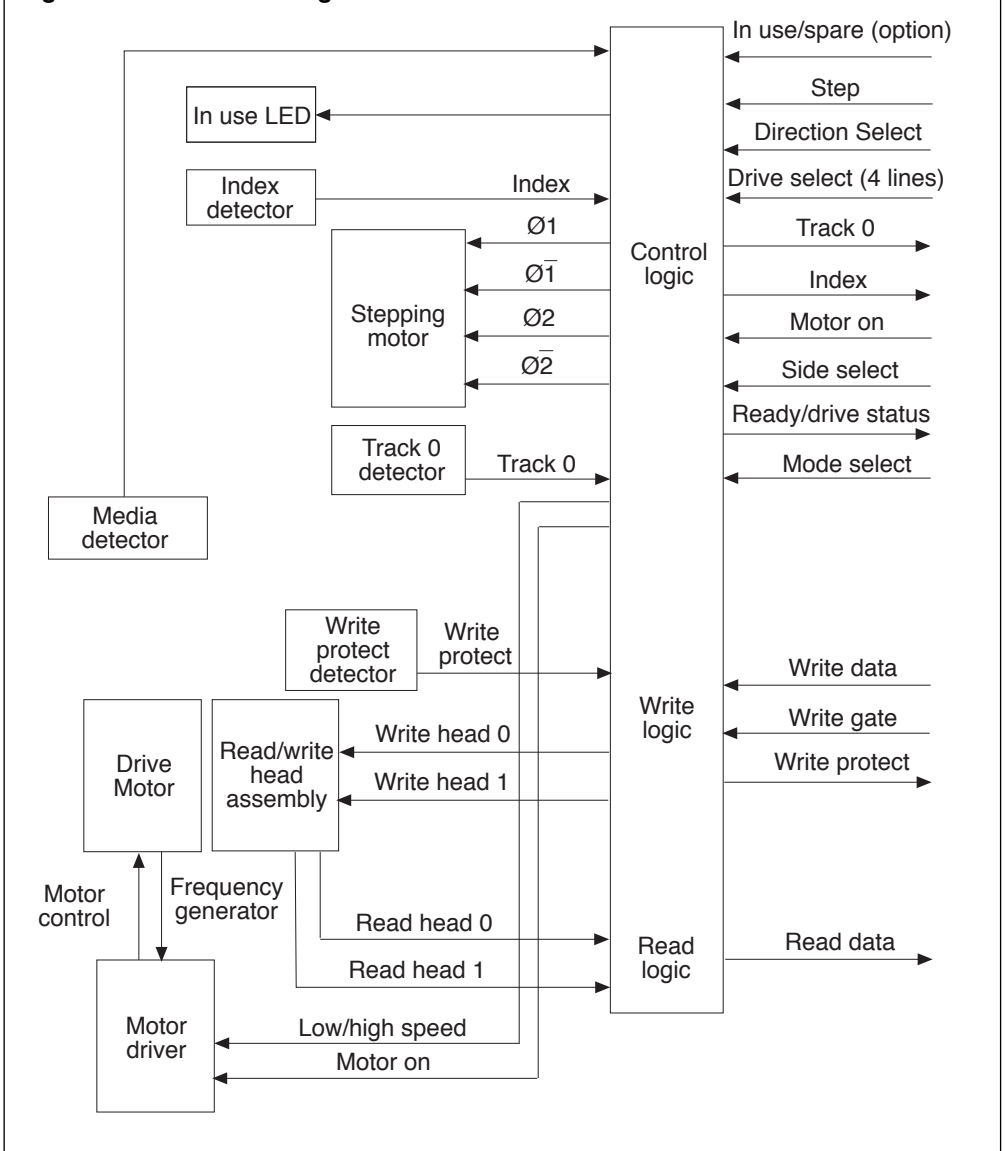 In use/spare (option)
Step
In use LED
Direction Select
Index
detector
Index
Drive select (4 lines)
Ø1
Track 0
Control
logic
Ø1̅
Index
Stepping
motor
Ø2
Motor on
Ø2̅
Side select
Ready/drive status
Track 0
detector
Track 0
Mode select
Media
detector
Write
protect
detector
Write
protect
Write data
Write
logic
Write gate
Drive
Motor
Read/write
head
assembly
Write head 0
Write head 1
Write protect
Motor
control
Frequency
generator
Read head 0
Read head 1
Read
logic
Read data
Motor
driver
Low/high speed
Motor on